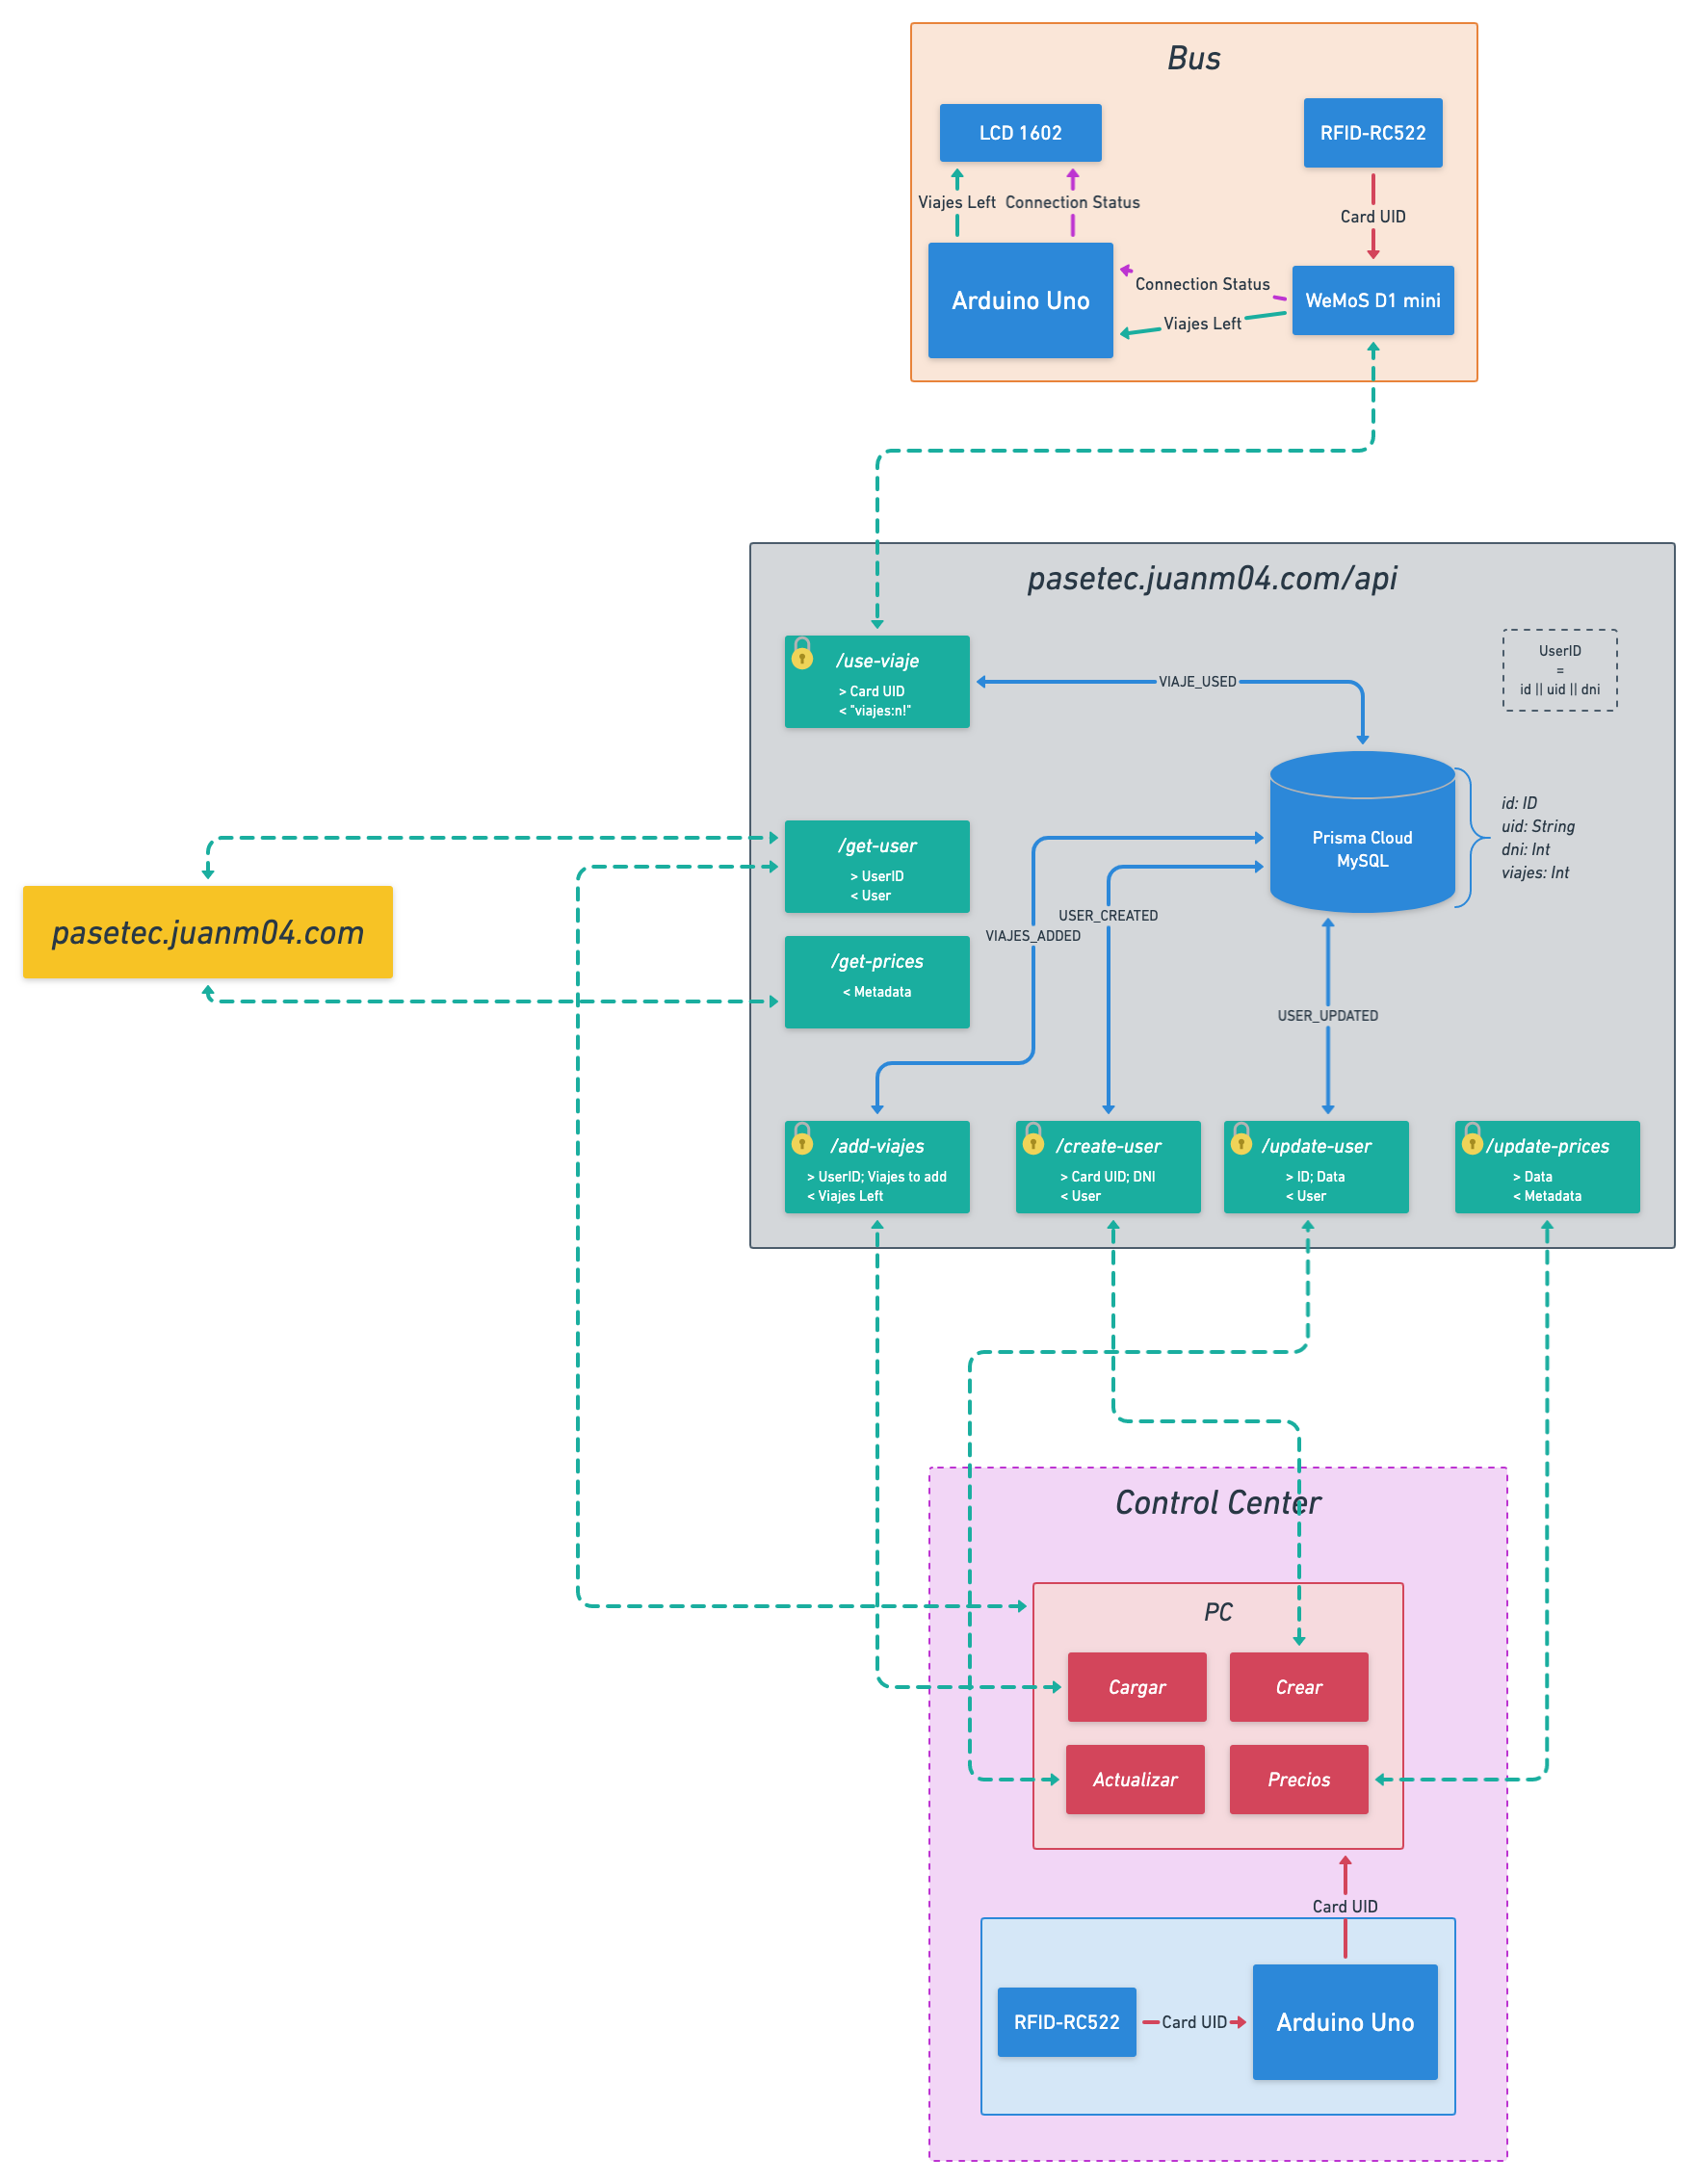 Bus
LCD 1602
RFID-RC522
Viajes Left
Connection Status
Card UID
Arduino Uno
Connection Status
WeMoS D1 mini
Viajes Left
pasetec.juanm04.com/api
/use-viaje
> Card UID
< "viajes:n!"
VIAJE_USED
UserID
=
id || uid || dni
/get-user
> UserID
< User
Prisma Cloud
MySQL
id: ID
uid: String
dni: Int
viajes: Int
pasetec.juanm04.com
USER_CREATED
VIAJES_ADDED
/get-prices
< Metadata
USER_UPDATED
/add-viajes
> UserID; Viajes to add
< Viajes Left
/create-user
> Card UID; DNI
< User
/update-user
> ID; Data
< User
/update-prices
> Data
< Metadata
Control Center
PC
Cargar
Crear
Actualizar
Precios
Card UID
RFID-RC522
Card UID
Arduino Uno